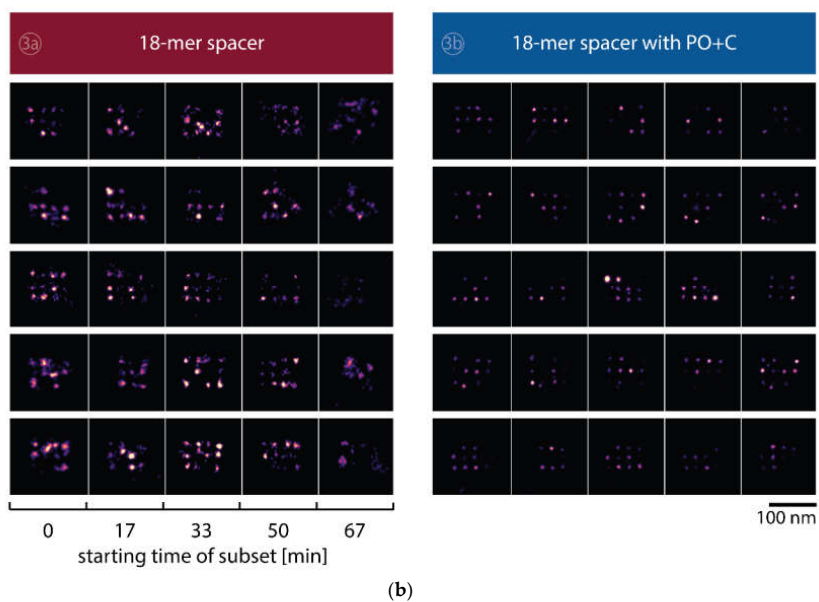 3a 18-mer spacer
3b 18-mer spacer with PO+C
0 17 33 50 67
starting time of subset [min]
100 nm
(b)